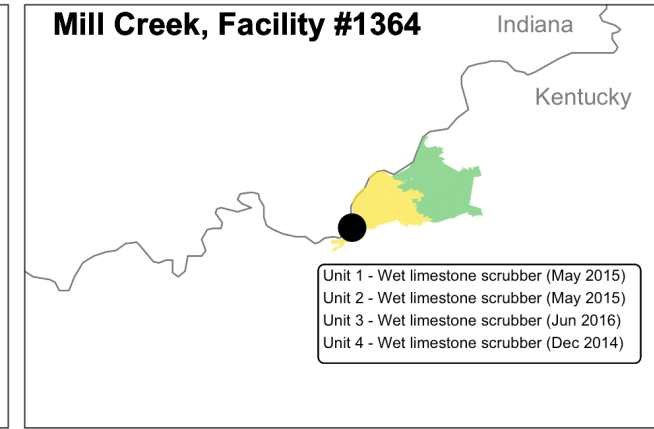 Mill Creek, Facility #1364
Indiana
Kentucky
Unit 1 - Wet limestone scrubber (May 2015)
Unit 2 - Wet limestone scrubber (May 2015)
Unit 3 - Wet limestone scrubber (Jun 2016)
Unit 4 - Wet limestone scrubber (Dec 2014)